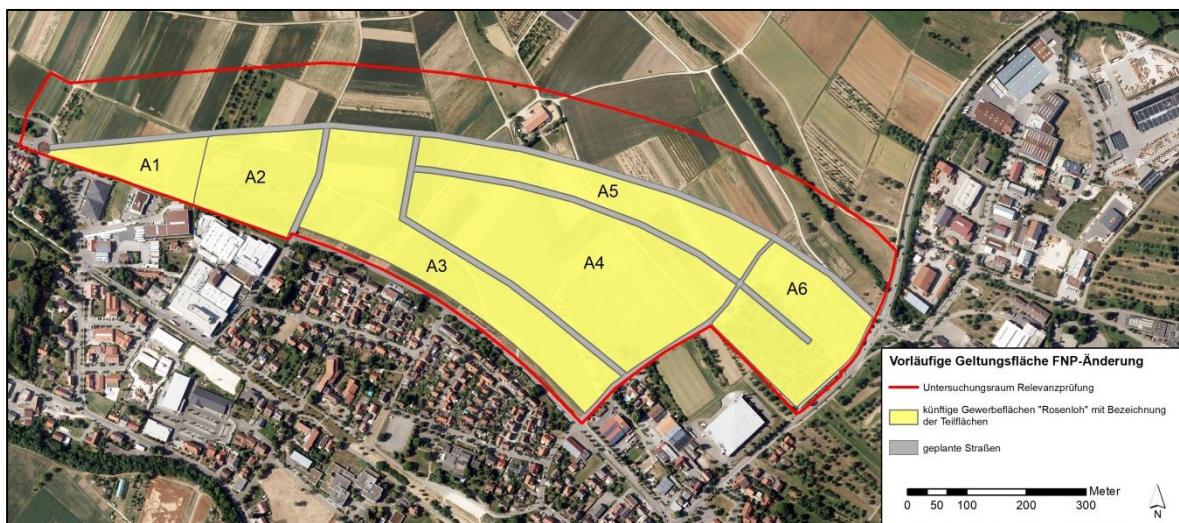 A1
A2
A5
A3
A4
A6
Vorläufige Geltungsfläche FNP-Änderung
Untersuchungsraum Relevanzprüfung
künftige Gewerbeflächen "Rosenloh" mit Bezeichnung
der Teilflächen
geplante Straßen
Meter
0 50 100 200 300
N